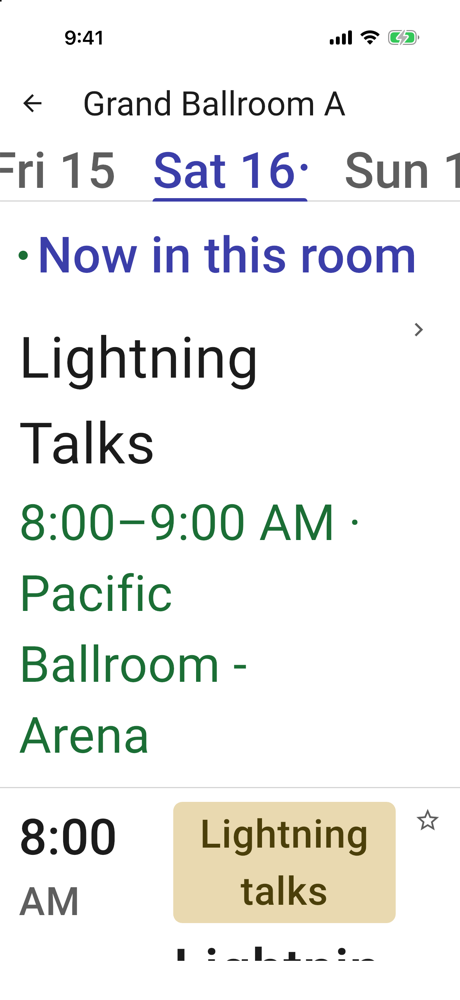 9:41
Grand Ballroom A
Fri 15 Sat 16· Sun 1
• Now in this room
Lightning
Talks
8:00–9:00 AM ·
Pacific
Ballroom -
Arena
8:00
AM
Lightning
talks